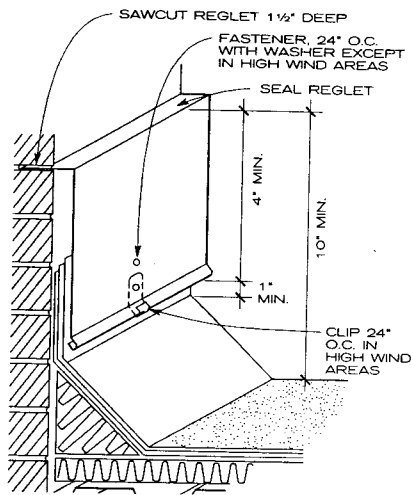 SAWCUT REGLET 1½" DEEP
FASTENER, 24" O.C.
WITH WASHER EXCEPT
IN HIGH WIND AREAS
SEAL REGLET
4" MIN.
10" MIN.
1"
MIN.
CLIP 24"
O.C. IN
HIGH WIND
AREAS